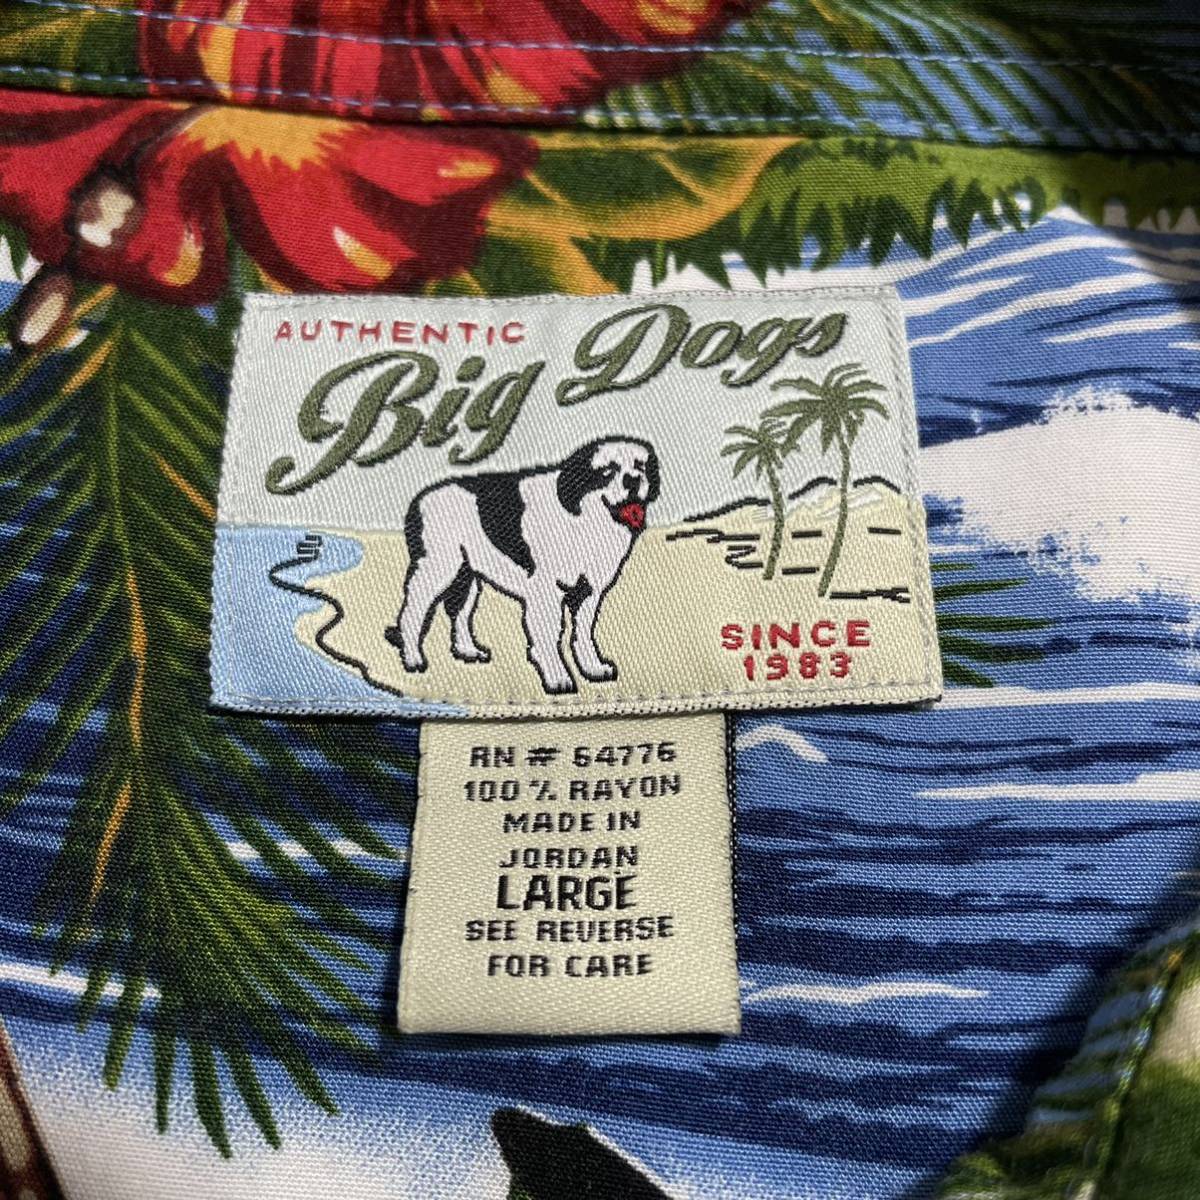 AUTHENTIC
Big Dogs
SINCE
1983
RN # 64776
100% RAYON
MADE IN
JORDAN
LARGE
SEE REVERSE
FOR CARE